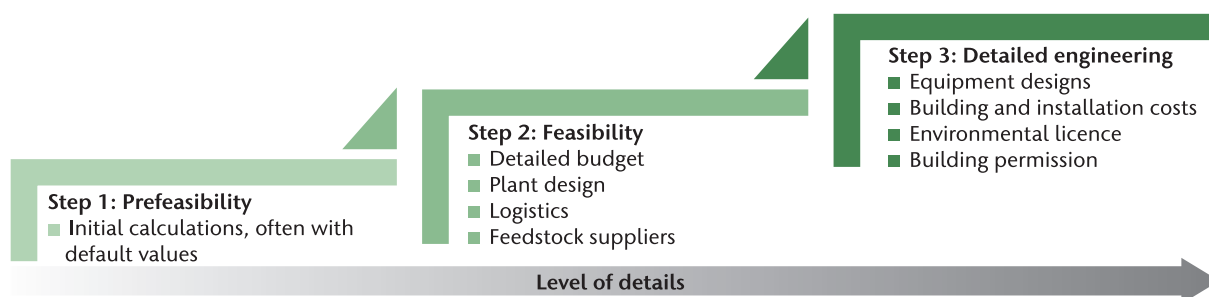 Step 1: Prefeasibility
Initial calculations, often with
default values
Step 2: Feasibility
Detailed budget
Plant design
Logistics
Feedstock suppliers
Step 3: Detailed engineering
Equipment designs
Building and installation costs
Environmental licence
Building permission
Level of details